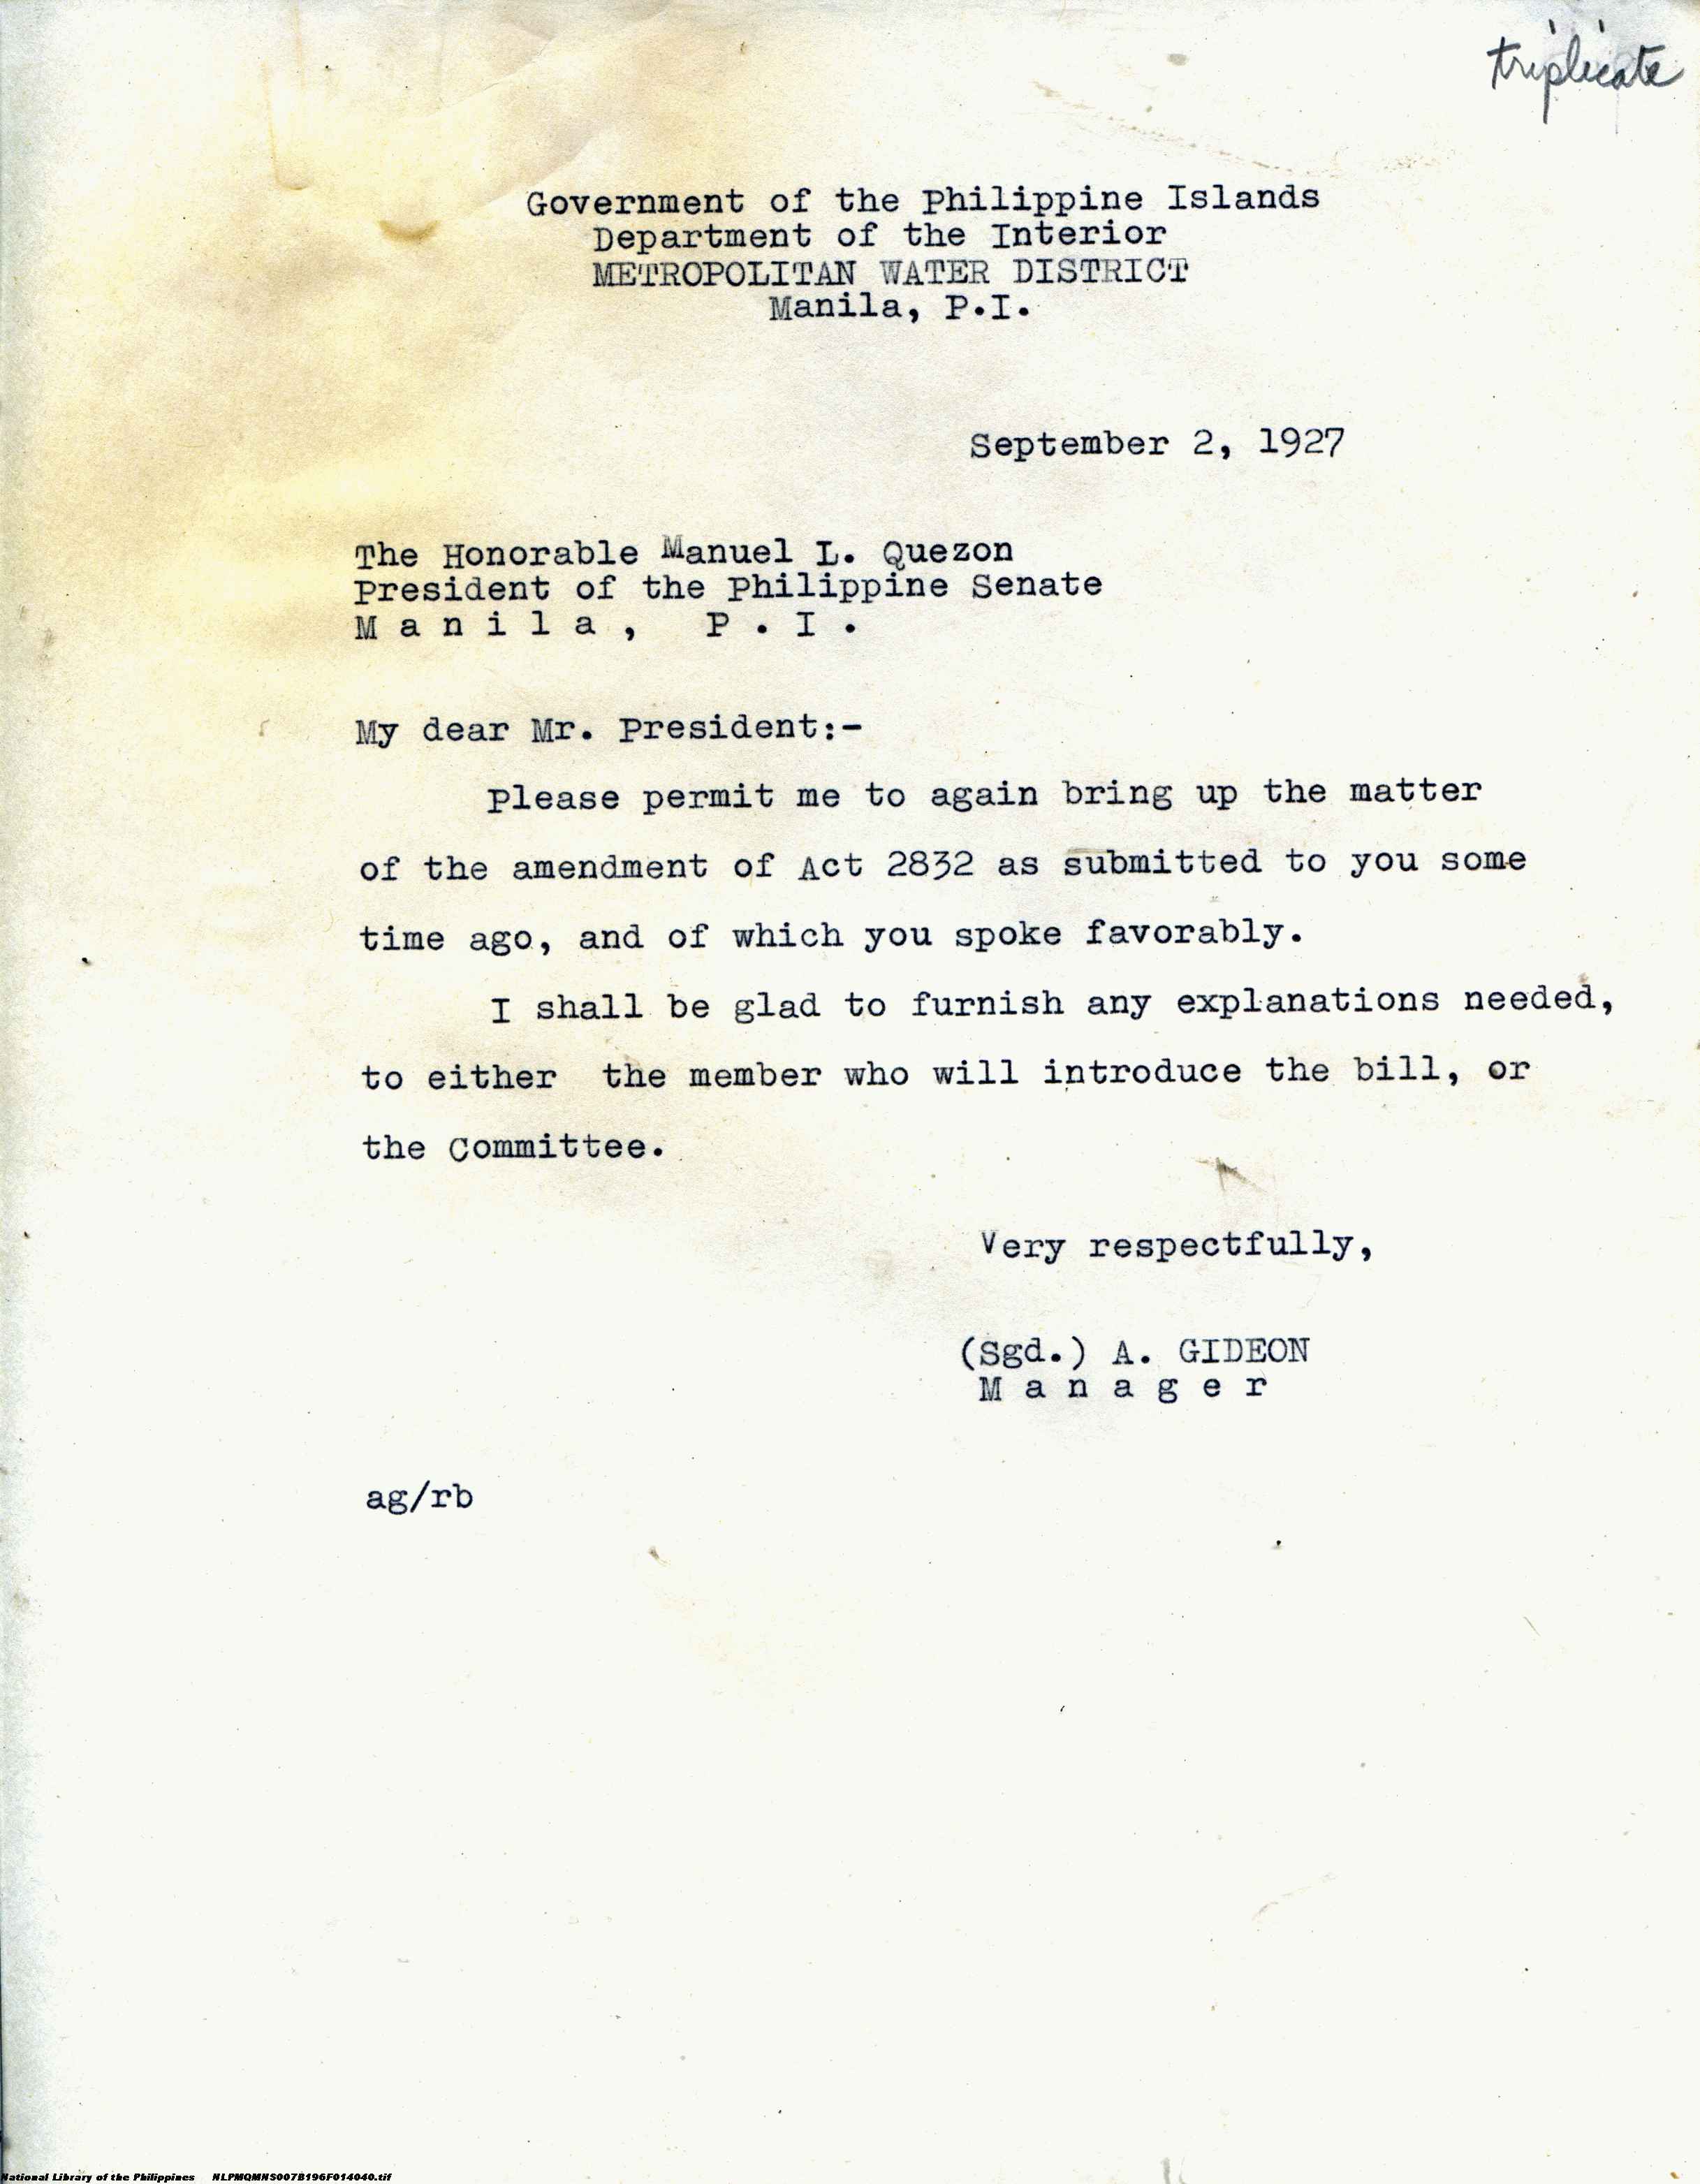 triplicate
Government of the Philippine Islands
Department of the Interior
METROPOLITAN WATER DISTRICT
Manila, P.I.
September 2, 1927
The Honorable Manuel L. Quezon
President of the Philippine Senate
M a n i l a ,  P . I .
My dear Mr. President:-
Please permit me to again bring up the matter
of the amendment of Act 2832 as submitted to you some
time ago, and of which you spoke favorably.
I shall be glad to furnish any explanations needed,
to either the member who will introduce the bill, or
the Committee.
Very respectfully,
(Sgd.) A. GIDEON
M a n a g e r
ag/rb
National Library of the Philippines NLPMQMNS007B196F014040.tif